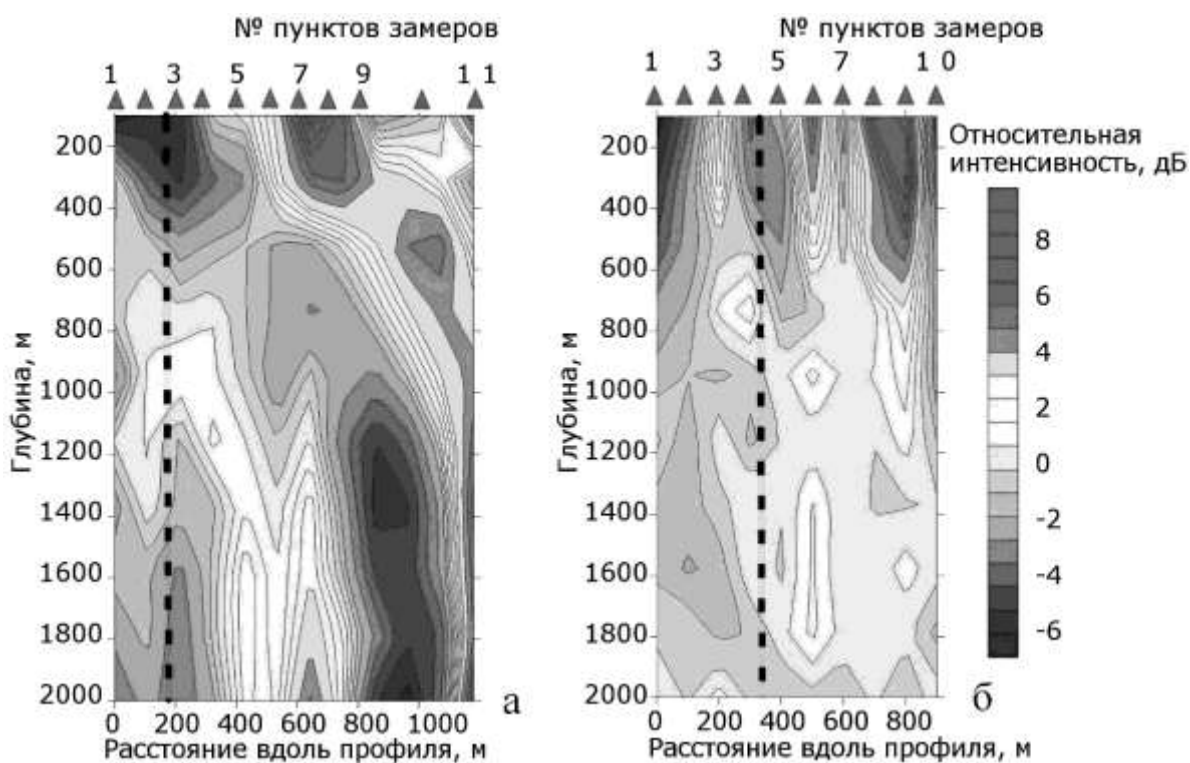 № пунктов замеров
1 3 5 7 9 1 1
Глубина, м
200
400
600
800
1000
1200
1400
1600
1800
2000
0 200 400 600 800 1000
Расстояние вдоль профиля, м
а
№ пунктов замеров
1 3 5 7 1 0
Глубина, м
200
400
600
800
1000
1200
1400
1600
1800
2000
0 200 400 600 800
Расстояние вдоль профиля, м
б
Относительная
интенсивность, дБ
8
6
4
2
0
-2
-4
-6